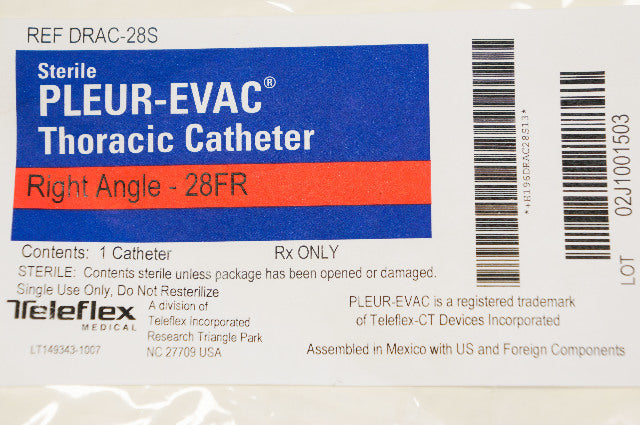 REF DRAC-28S
Sterile
PLEUR-EVAC®
Thoracic Catheter
Right Angle - 28FR
Contents: 1 Catheter Rx ONLY
STERILE: Contents sterile unless package has been opened or damaged.
Single Use Only, Do Not Resterilize
Teleflex
MEDICAL
A division of
Teleflex Incorporated
Research Triangle Park
NC 27709 USA
LT149343-1007
PLEUR-EVAC is a registered trademark
of Teleflex-CT Devices Incorporated
Assembled in Mexico with US and Foreign Components
*+H196DRAC28S13*
LOT 02J1001503